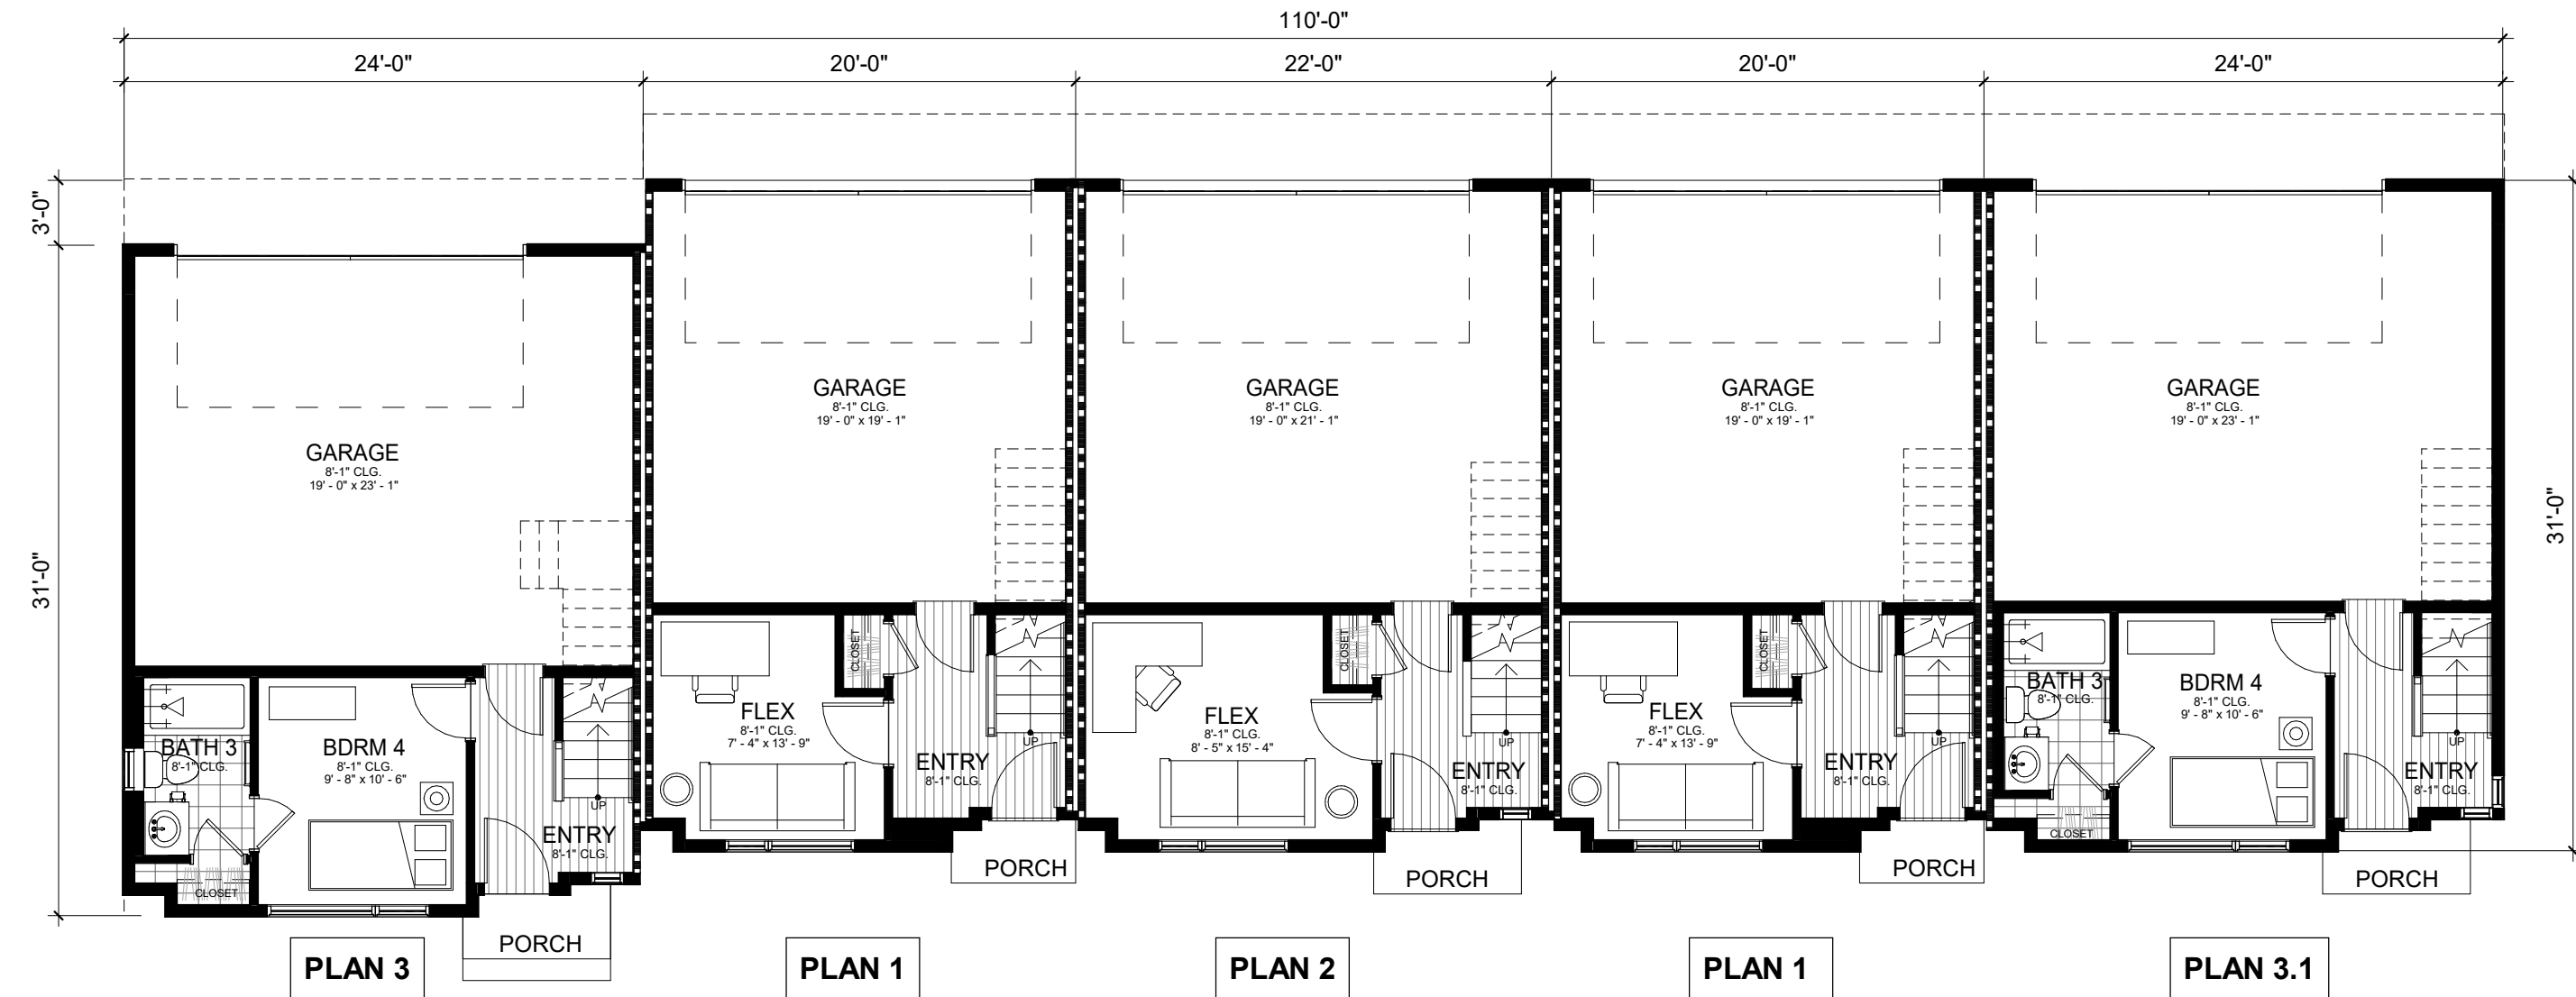 110'-0"
24'-0"
20'-0"
22'-0"
20'-0"
24'-0"
3'-0"
31'-0"
31'-0"
GARAGE
8'-1" CLG.
19' - 0" x 23' - 1"
GARAGE
8'-1" CLG.
19' - 0" x 19' - 1"
GARAGE
8'-1" CLG.
19' - 0" x 21' - 1"
GARAGE
8'-1" CLG.
19' - 0" x 19' - 1"
GARAGE
8'-1" CLG.
19' - 0" x 23' - 1"
BATH 3
8'-1" CLG.
BDRM 4
8'-1" CLG.
9' - 8" x 10' - 6"
CLOSET
UP
ENTRY
8'-1" CLG.
PORCH
PLAN 3
FLEX
8'-1" CLG.
7' - 4" x 13' - 9"
CLOSET
UP
ENTRY
8'-1" CLG.
PORCH
PLAN 1
FLEX
8'-1" CLG.
8' - 5" x 15' - 4"
CLOSET
UP
ENTRY
8'-1" CLG.
PORCH
PLAN 2
FLEX
8'-1" CLG.
7' - 4" x 13' - 9"
CLOSET
UP
ENTRY
8'-1" CLG.
PORCH
PLAN 1
BATH 3
8'-1" CLG.
BDRM 4
8'-1" CLG.
9' - 8" x 10' - 6"
CLOSET
UP
ENTRY
8'-1" CLG.
PORCH
PLAN 3.1